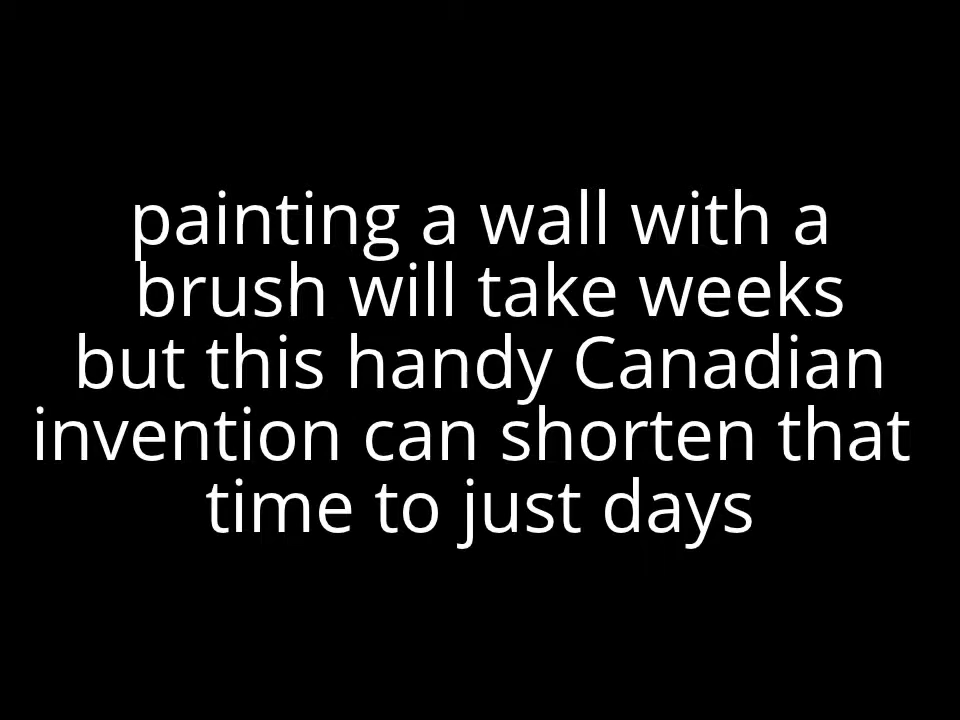 painting a wall with a
brush will take weeks
but this handy Canadian
invention can shorten that
time to just days